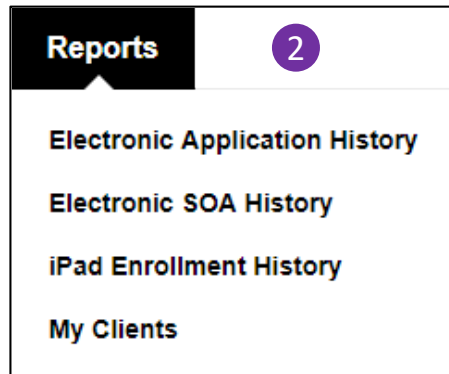 Reports 2
Electronic Application History
Electronic SOA History
iPad Enrollment History
My Clients